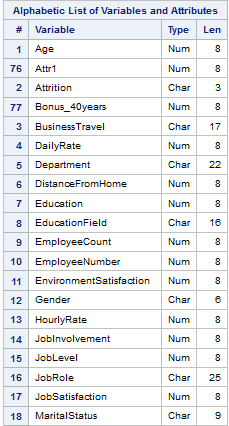 Alphabetic List of Variables and Attributes
# Variable Type Len
1 Age Num 8
76 Attr1 Num 8
2 Attrition Char 3
77 Bonus_40years Num 8
3 BusinessTravel Char 17
4 DailyRate Num 8
5 Department Char 22
6 DistanceFromHome Num 8
7 Education Num 8
8 EducationField Char 16
9 EmployeeCount Num 8
10 EmployeeNumber Num 8
11 EnvironmentSatisfaction Num 8
12 Gender Char 6
13 HourlyRate Num 8
14 JobInvolvement Num 8
15 JobLevel Num 8
16 JobRole Char 25
17 JobSatisfaction Num 8
18 MaritalStatus Char 9